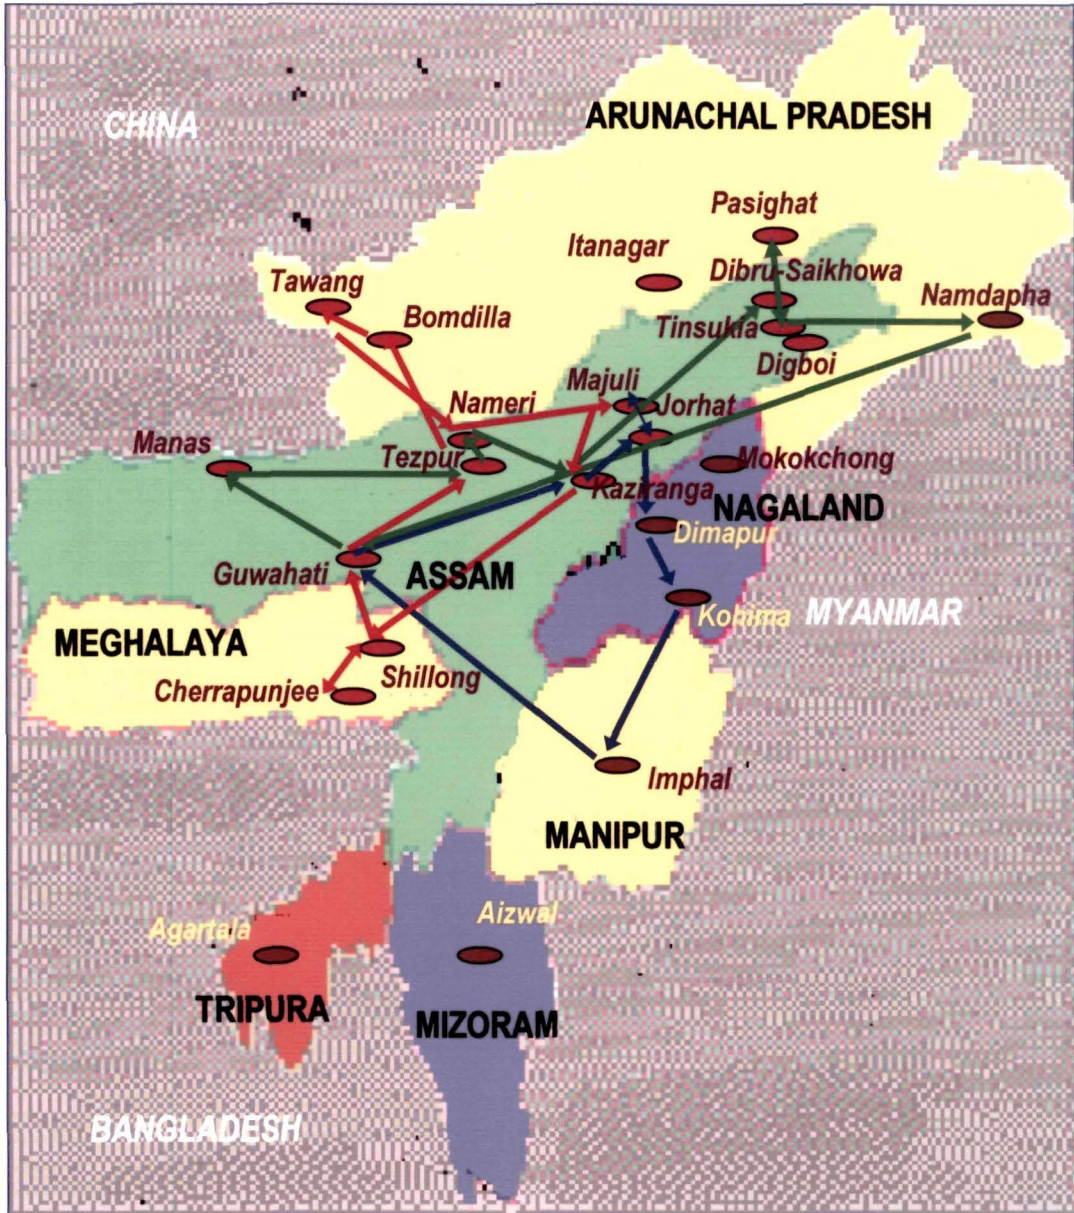 CHINA
ARUNACHAL PRADESH
Pasighat
Itanagar
Dibru-Saikhowa
Tawang
Namdapha
Bomdilla
Tinsukia
Digboi
Majuli
Nameri
Jorhat
Manas
Tezpur
Mokokchong
Kaziranga
NAGALAND
Dimapur
Guwahati
ASSAM
Kohima
MYANMAR
MEGHALAYA
Shillong
Cherrapunjee
Imphal
MANIPUR
Aizwal
Agartala
TRIPURA
MIZORAM
BANGLADESH